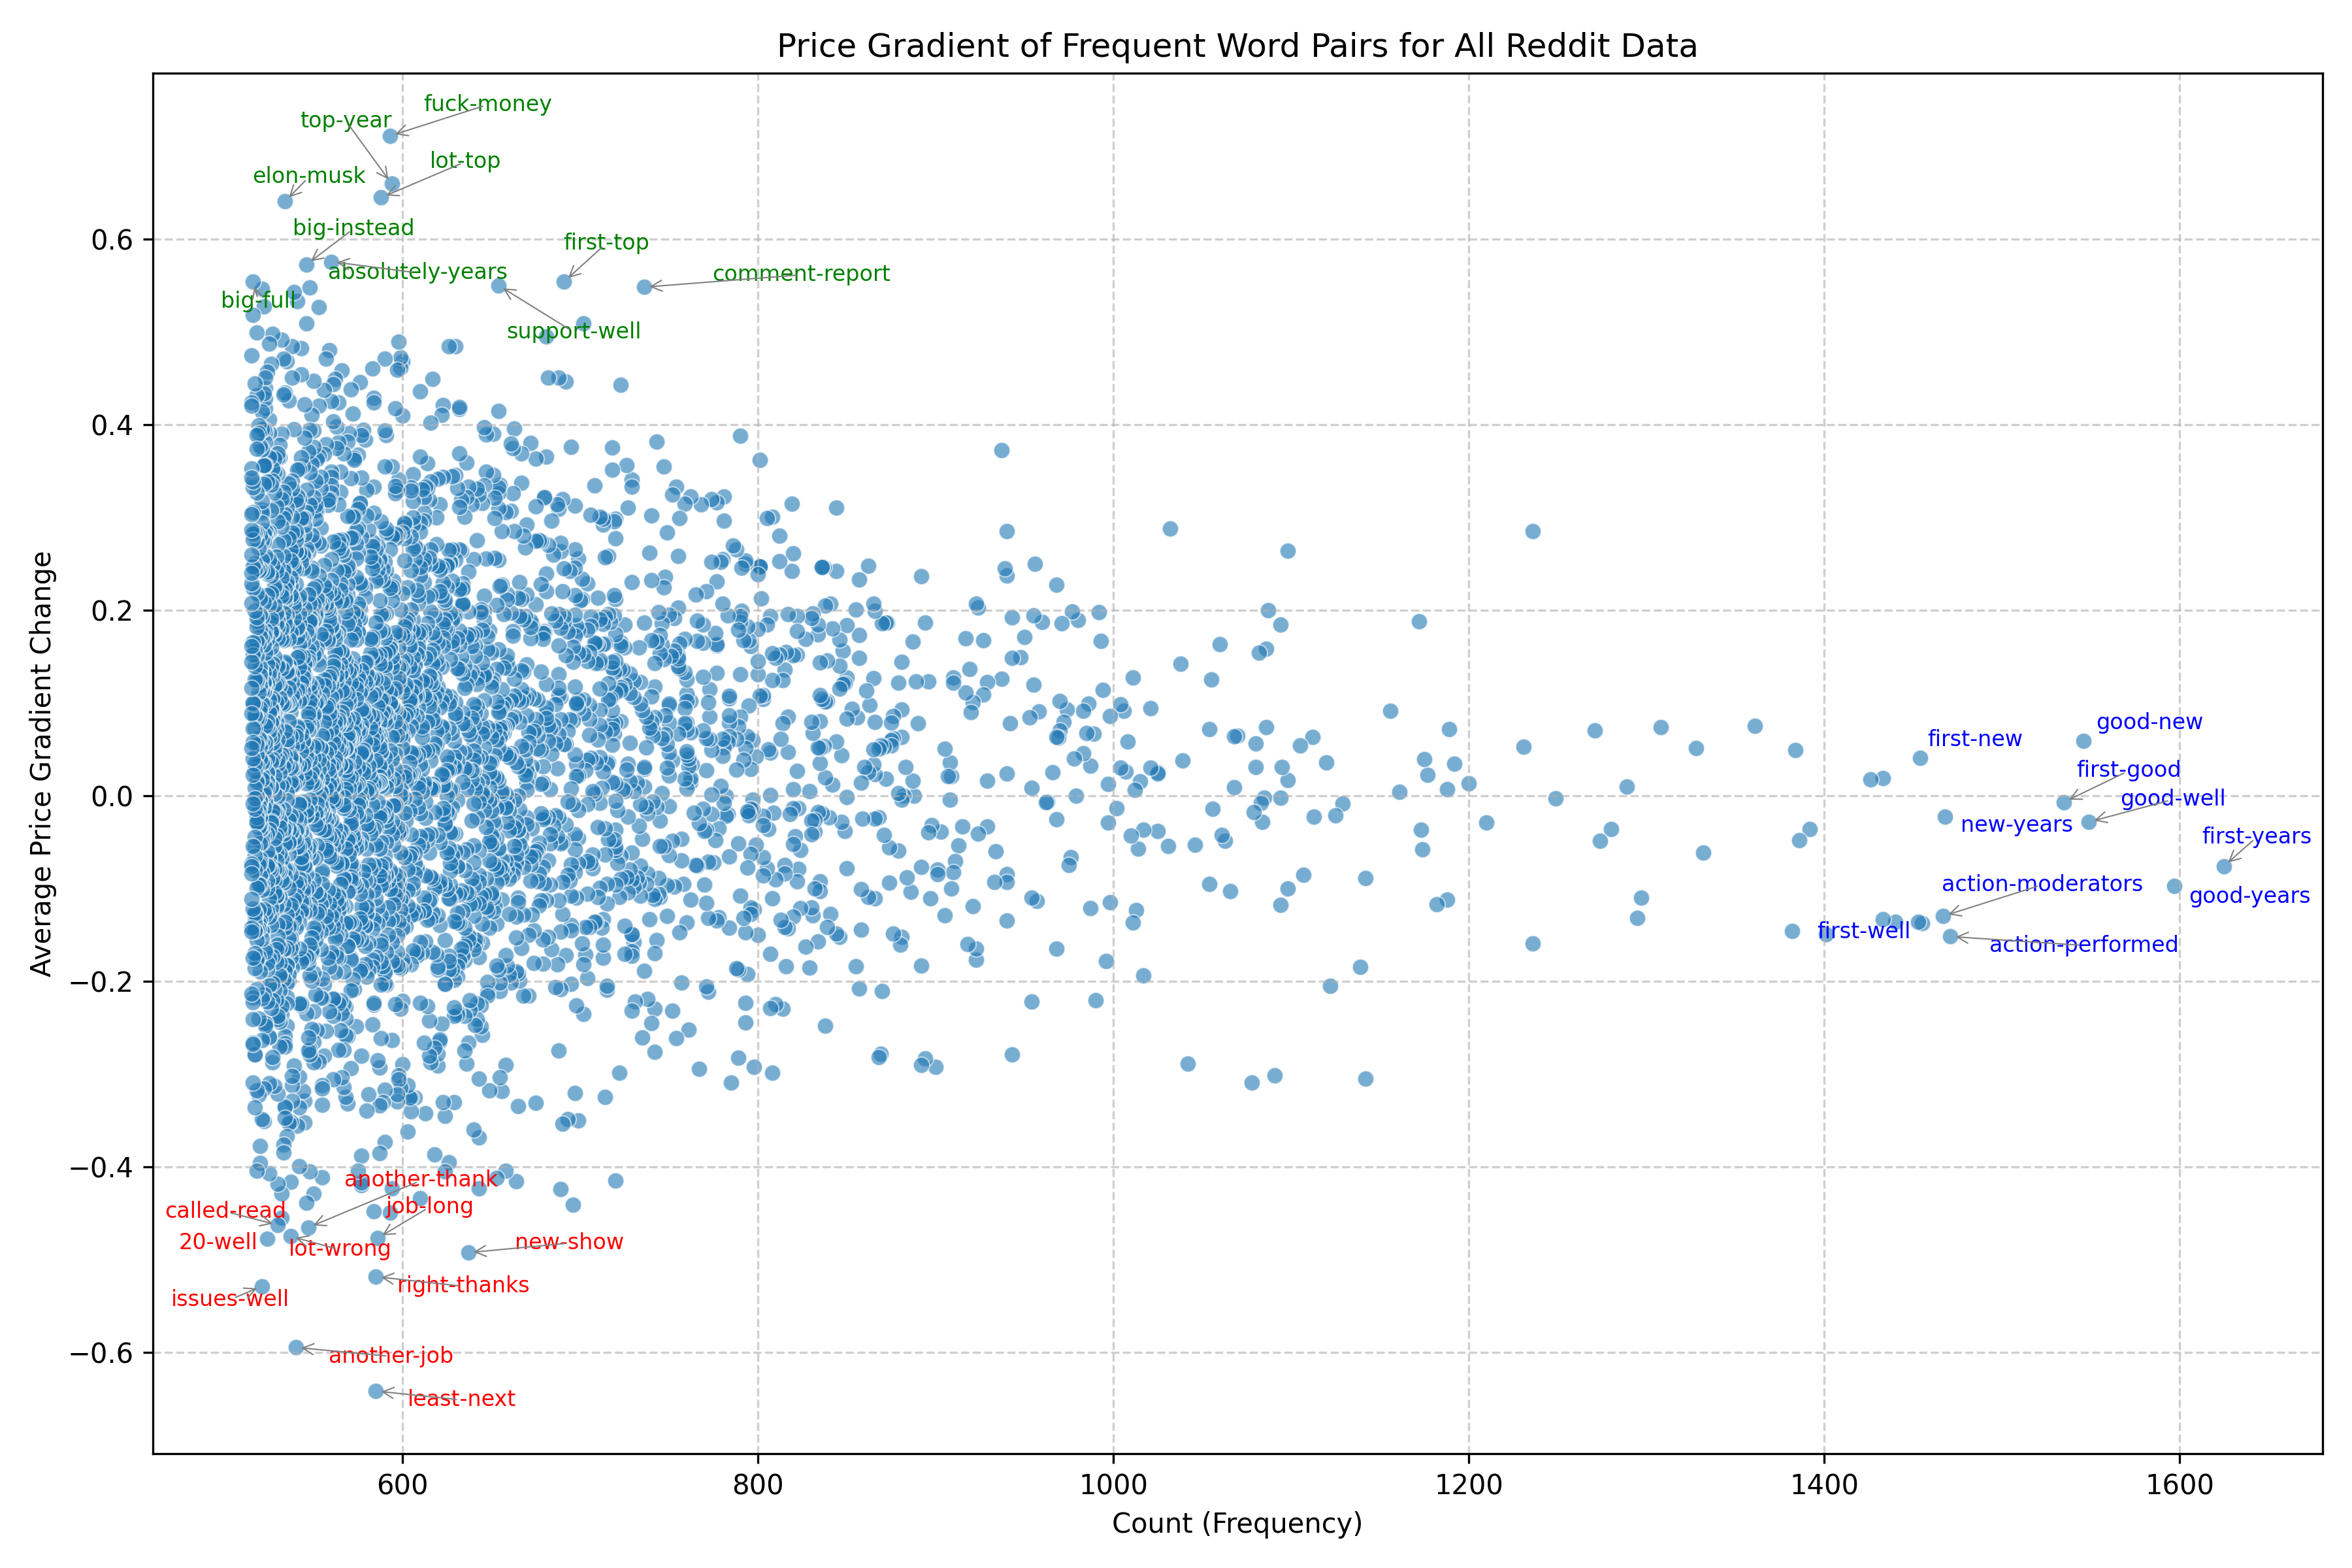 Price Gradient of Frequent Word Pairs for All Reddit Data
fuck-money
top-year
lot-top
elon-musk
big-instead
first-top
absolutely-years
comment-report
big-full
support-well
good-new
first-new
first-good
good-well
new-years
first-years
action-moderators
good-years
first-well
action-performed
another-thank
called-read
job-long
20-well
lot-wrong
new-show
right-thanks
issues-well
another-job
least-next
0.6
0.4
0.2
0.0
−0.2
−0.4
−0.6
Average Price Gradient Change
600
800
1000
1200
1400
1600
Count (Frequency)